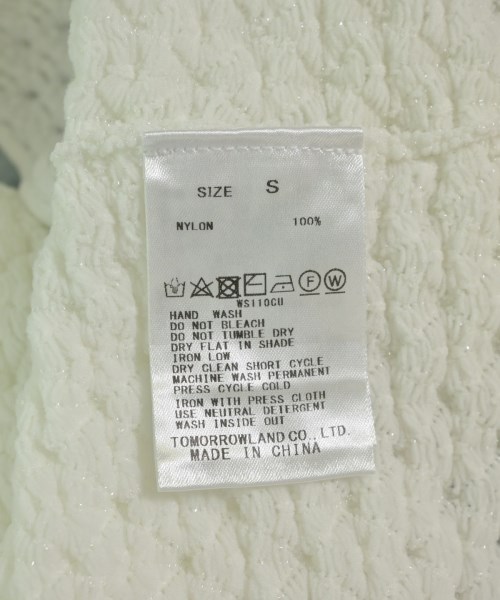 SIZE S
NYLON 100%
F W
WS110CU
HAND WASH
DO NOT BLEACH
DO NOT TUMBLE DRY
DRY FLAT IN SHADE
IRON LOW
DRY CLEAN SHORT CYCLE
MACHINE WASH PERMANENT
PRESS CYCLE COLD
IRON WITH PRESS CLOTH
USE NEUTRAL DETERGENT
WASH INSIDE OUT
TOMORROWLAND CO., LTD.
MADE IN CHINA